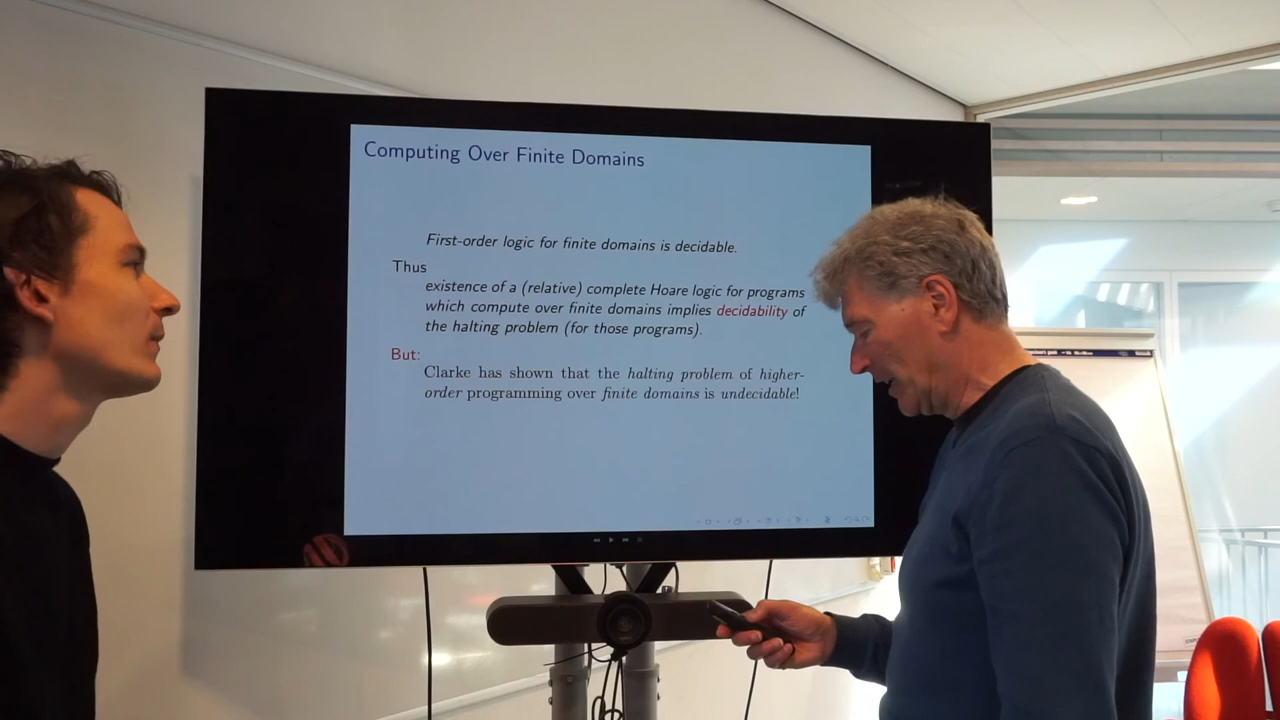 Computing Over Finite Domains
First-order logic for finite domains is decidable.
Thus
existence of a (relative) complete Hoare logic for programs
which compute over finite domains implies decidability of
the halting problem (for those programs).
But:
Clarke has shown that the halting problem of higher-
order programming over finite domains is undecidable!